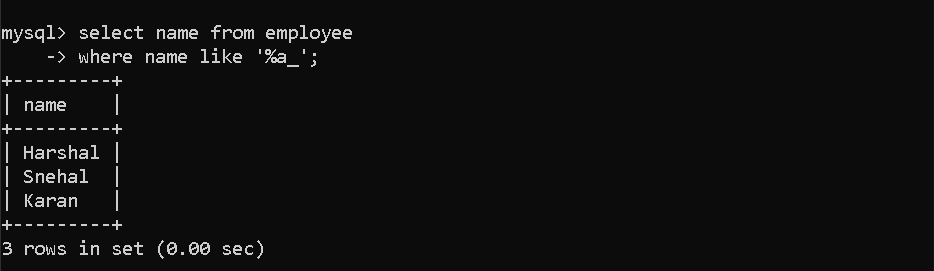 mysql> select name from employee
    -> where name like '%a_';
+---------+
| name    |
+---------+
| Harshal |
| Snehal  |
| Karan   |
+---------+
3 rows in set (0.00 sec)